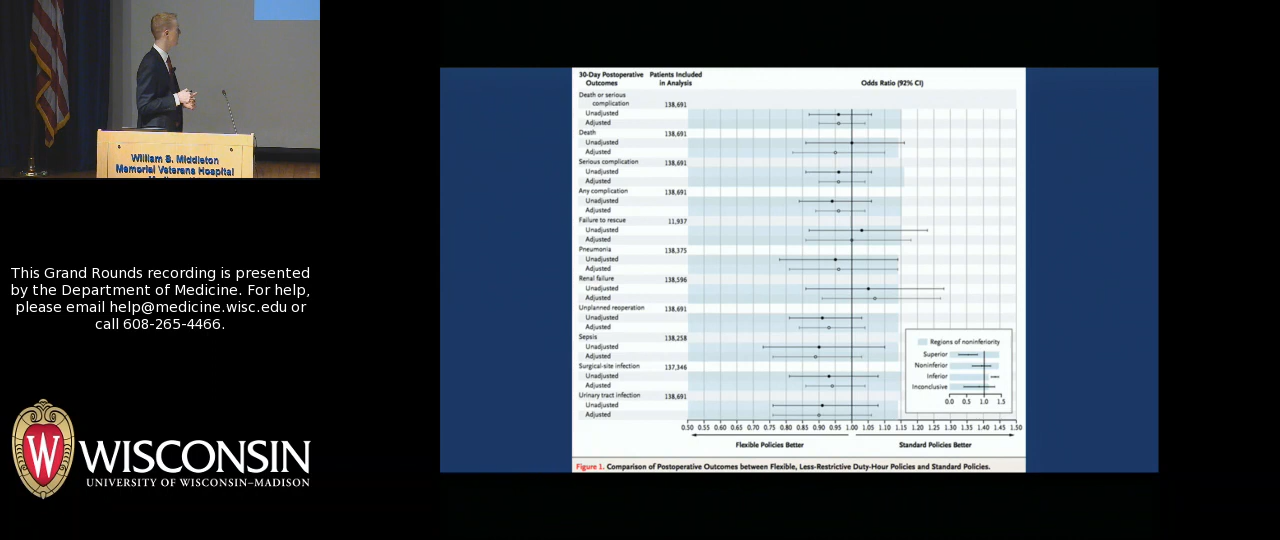 William S. Middleton
Memorial Veterans Hospital
This Grand Rounds recording is presented
by the Department of Medicine. For help,
please email help@medicine.wisc.edu or
call 608-265-4466.
W
WISCONSIN
UNIVERSITY OF WISCONSIN–MADISON
30-Day Postoperative Outcomes Patients Included in Analysis Odds Ratio (92% CI)
Death or serious complication 138,691
Unadjusted
Adjusted
Death 138,691
Unadjusted
Adjusted
Serious complication 138,691
Unadjusted
Adjusted
Any complication 138,691
Unadjusted
Adjusted
Failure to rescue 11,937
Unadjusted
Adjusted
Pneumonia 138,375
Unadjusted
Adjusted
Renal failure 138,596
Unadjusted
Adjusted
Unplanned reoperation 138,691
Unadjusted
Adjusted
Sepsis 138,258
Unadjusted
Adjusted
Surgical-site infection 137,346
Unadjusted
Adjusted
Urinary tract infection 138,691
Unadjusted
Adjusted
Regions of noninferiority
Superior
Noninferior
Inferior
Inconclusive
0.0 0.5 1.0 1.5
0.50 0.55 0.60 0.65 0.70 0.75 0.80 0.85 0.90 0.95 1.00 1.05 1.10 1.15 1.20 1.25 1.30 1.35 1.40 1.45 1.50
Flexible Policies Better Standard Policies Better
Figure 1. Comparison of Postoperative Outcomes between Flexible, Less-Restrictive Duty-Hour Policies and Standard Policies.